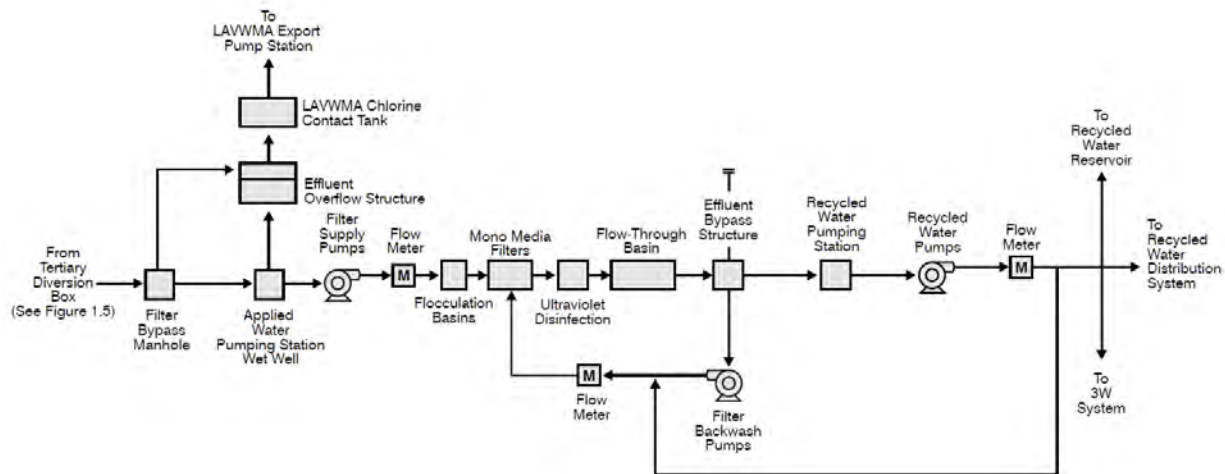 To
LAVWMA Export
Pump Station
LAVWMA Chlorine
Contact Tank
Effluent
Overflow Structure
Filter
Supply
Pumps
Flow
Meter
Mono Media
Filters
Flow-Through
Basin
Effluent
Bypass
Structure
Recycled
Water
Pumping
Station
Recycled
Water Pumps
Flow
Meter
To
Recycled
Water
Reservoir
To
Recycled
Water
Distribution
System
From
Tertiary
Diversion
Box
(See Figure 1.5)
M
M
Filter
Bypass
Manhole
Applied
Water
Pumping Station
Wet Well
Flocculation
Basins
Ultraviolet
Disinfection
M
Flow
Meter
Filter
Backwash
Pumps
To
3W
System